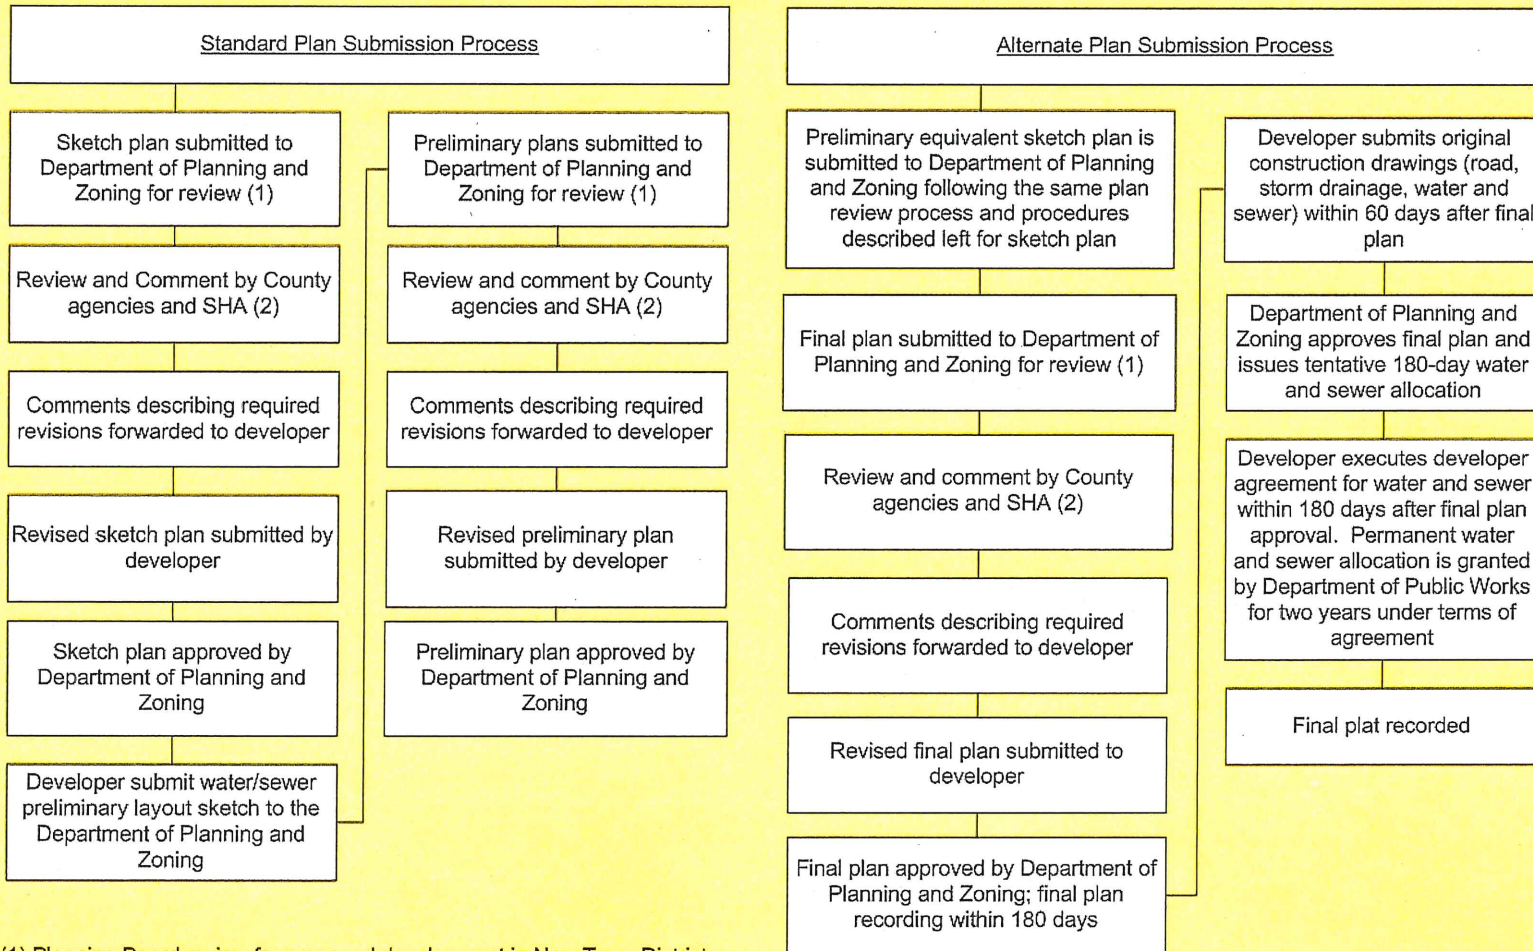 Standard Plan Submission Process
Sketch plan submitted to
Department of Planning and
Zoning for review (1)
Review and Comment by County
agencies and SHA (2)
Comments describing required
revisions forwarded to developer
Revised sketch plan submitted by
developer
Sketch plan approved by
Department of Planning and
Zoning
Developer submit water/sewer
preliminary layout sketch to the
Department of Planning and
Zoning
Preliminary plans submitted to
Department of Planning and
Zoning for review (1)
Review and comment by County
agencies and SHA (2)
Comments describing required
revisions forwarded to developer
Revised preliminary plan
submitted by developer
Preliminary plan approved by
Department of Planning and
Zoning
Alternate Plan Submission Process
Preliminary equivalent sketch plan is
submitted to Department of Planning
and Zoning following the same plan
review process and procedures
described left for sketch plan
Final plan submitted to Department of
Planning and Zoning for review (1)
Review and comment by County
agencies and SHA (2)
Comments describing required
revisions forwarded to developer
Revised final plan submitted to
developer
Final plan approved by Department of
Planning and Zoning; final plan
recording within 180 days
Developer submits original
construction drawings (road,
storm drainage, water and
sewer) within 60 days after final
plan
Department of Planning and
Zoning approves final plan and
issues tentative 180-day water
and sewer allocation
Developer executes developer
agreement for water and sewer
within 180 days after final plan
approval. Permanent water
and sewer allocation is granted
by Department of Public Works
for two years under terms of
agreement
Final plat recorded